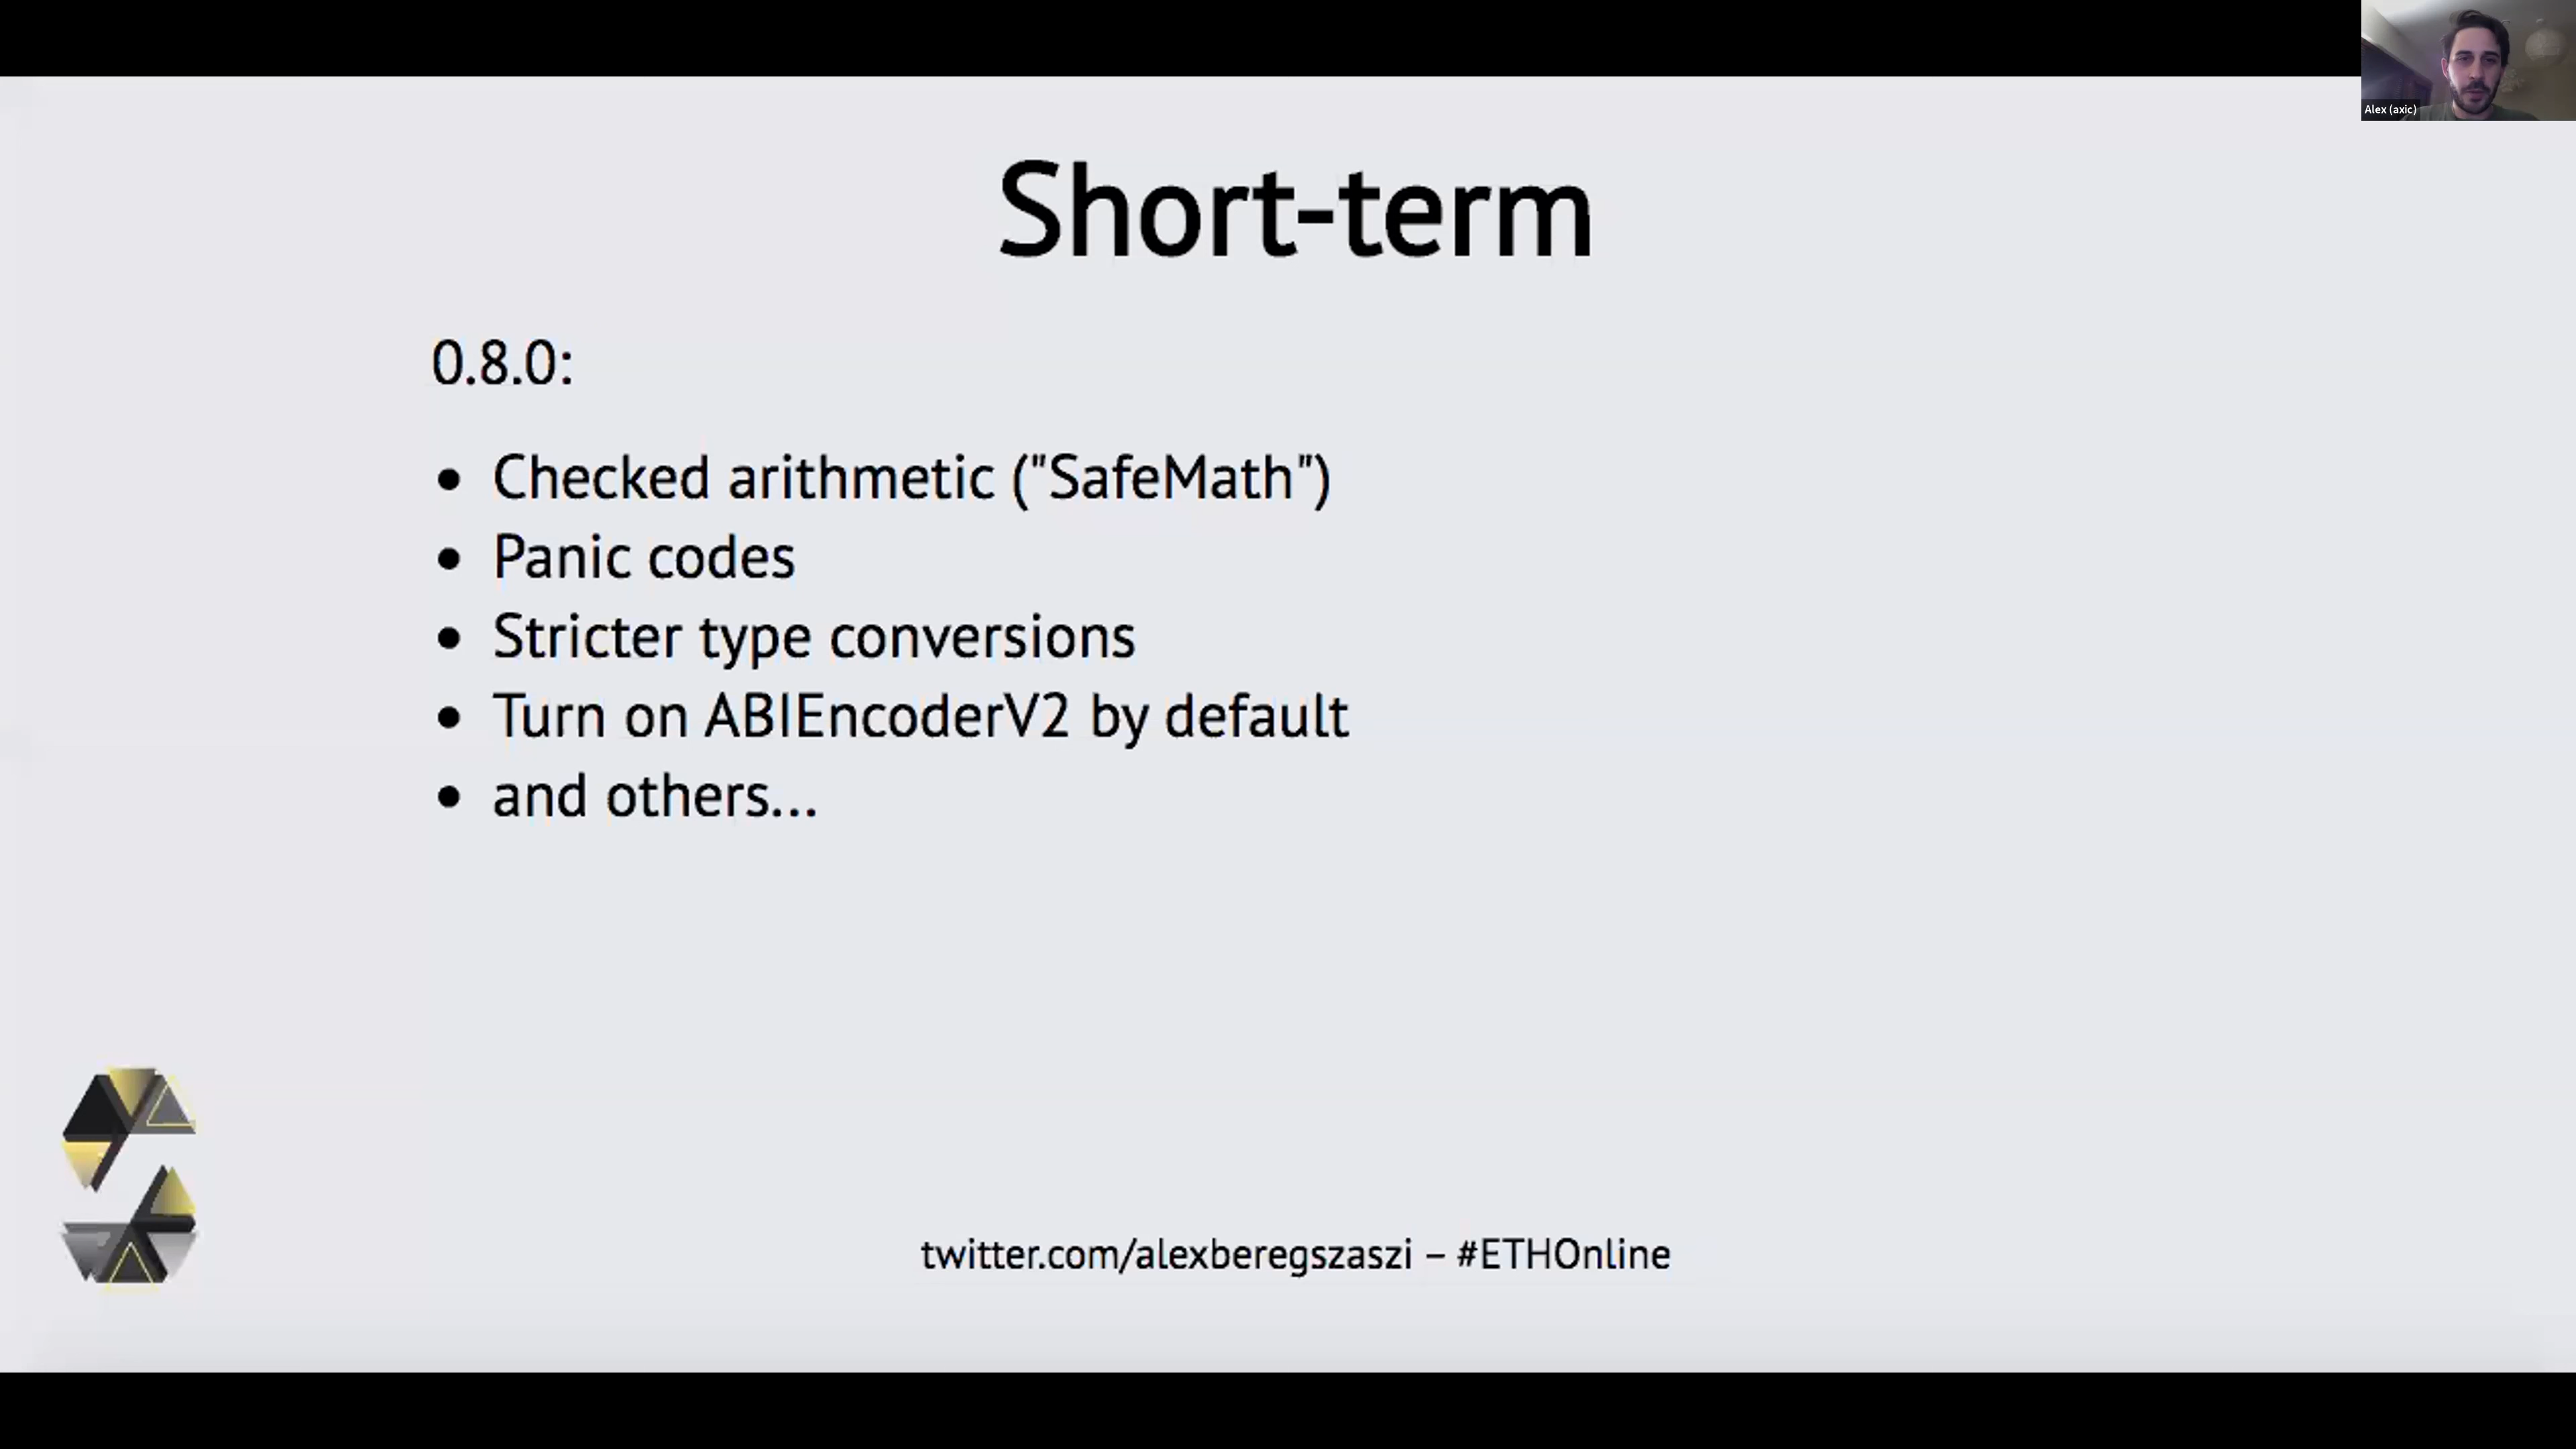 Alex (axic)
Short-term
0.8.0:
• Checked arithmetic ("SafeMath")
• Panic codes
• Stricter type conversions
• Turn on ABIEncoderV2 by default
• and others...
twitter.com/alexberegszaszi – #ETHOnline